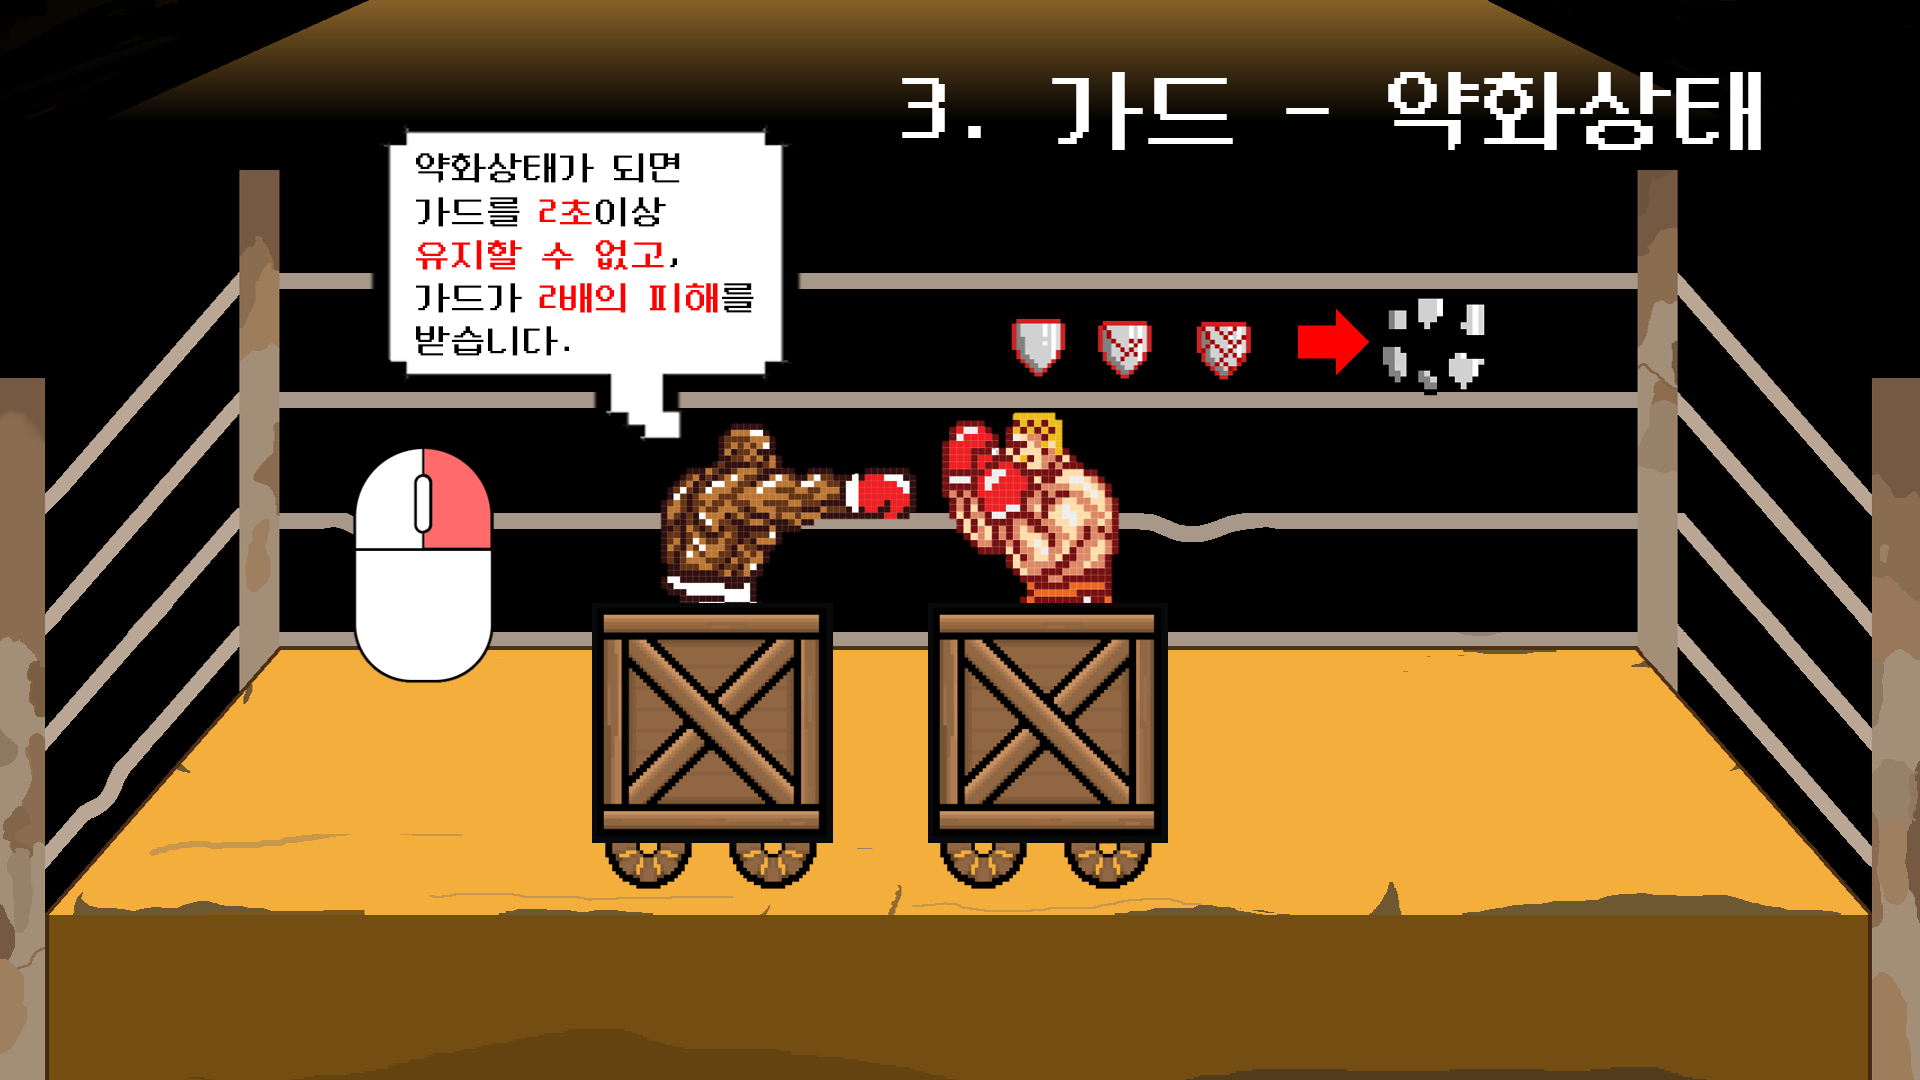 3. 가드 - 약화상태
약화상태가 되면
가드를 2초이상
유지할 수 없고,
가드가 2배의 피해를
받습니다.